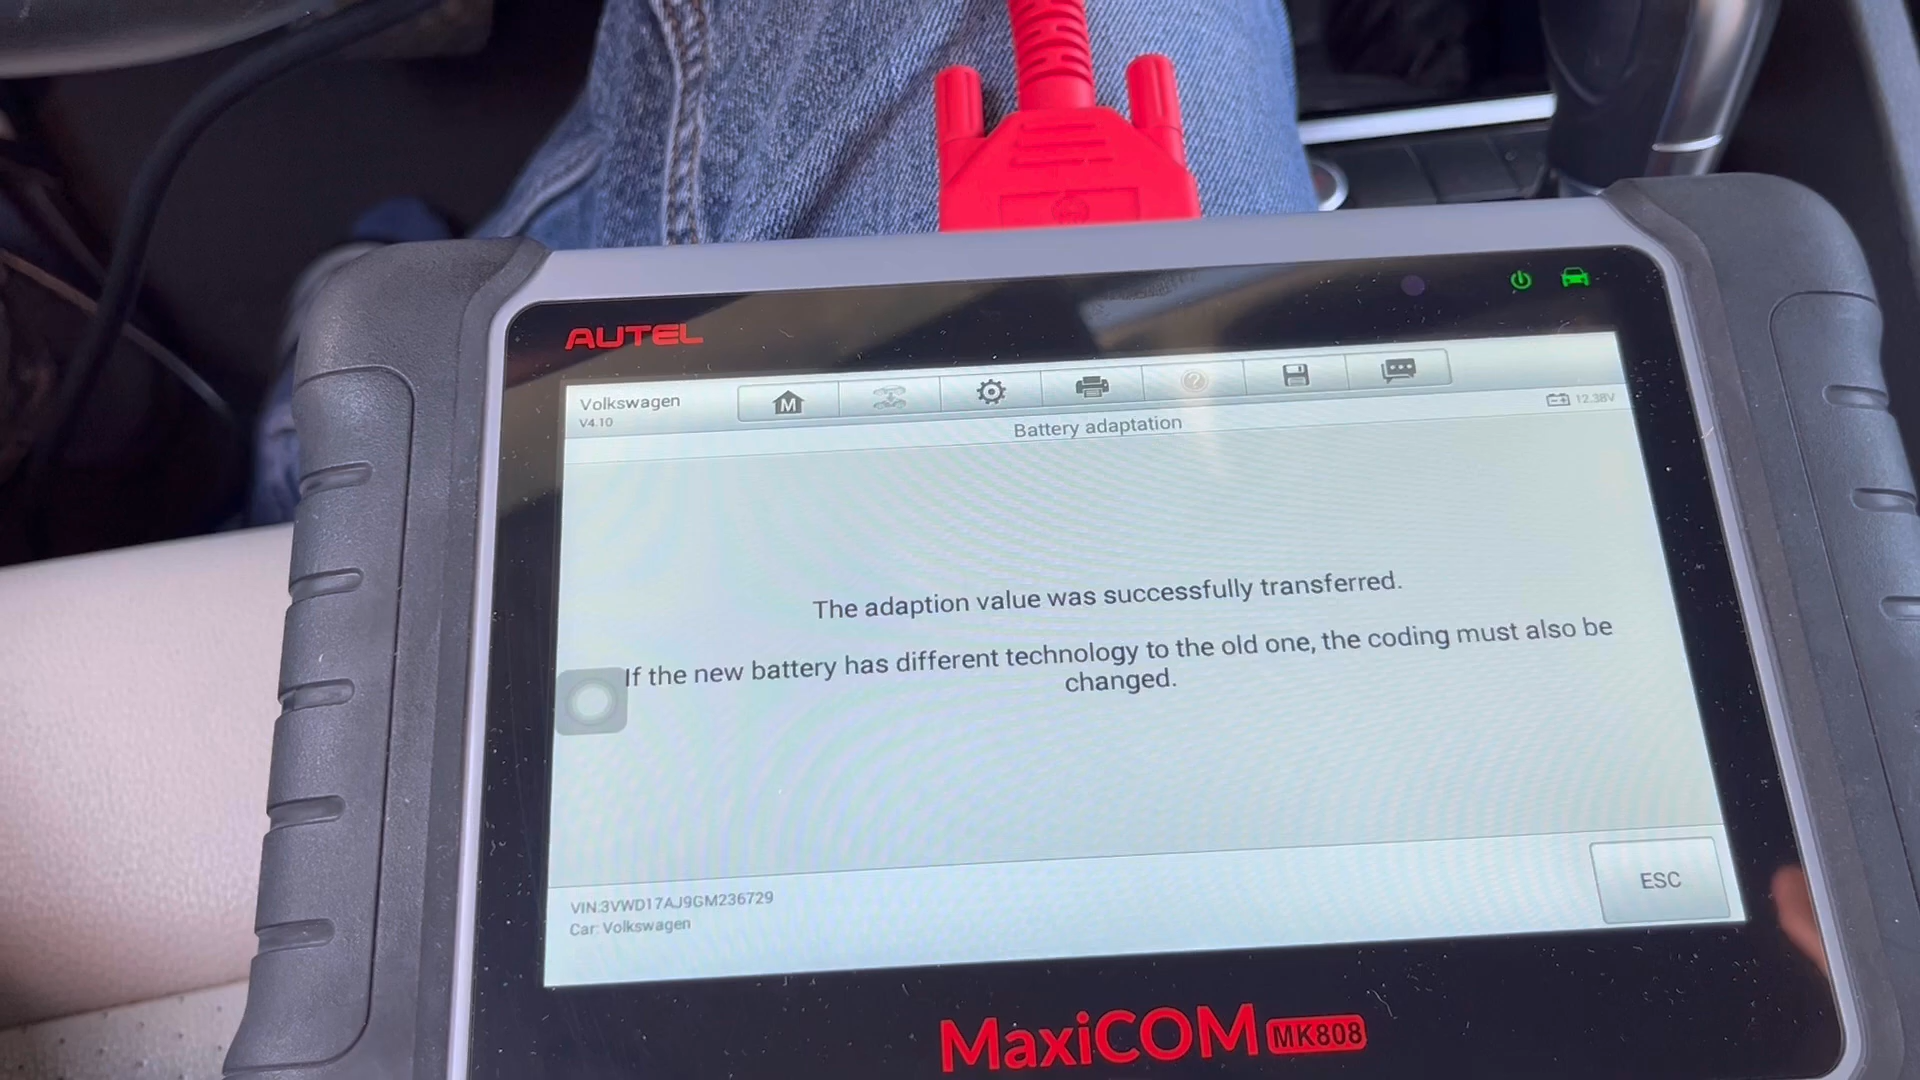 AUTEL
Volkswagen
V4.10
M
?
12.38V
Battery adaptation
The adaption value was successfully transferred.
If the new battery has different technology to the old one, the coding must also be
changed.
VIN:3VWD17AJ9GM236729
Car: Volkswagen
ESC
MaxiCOM MK808